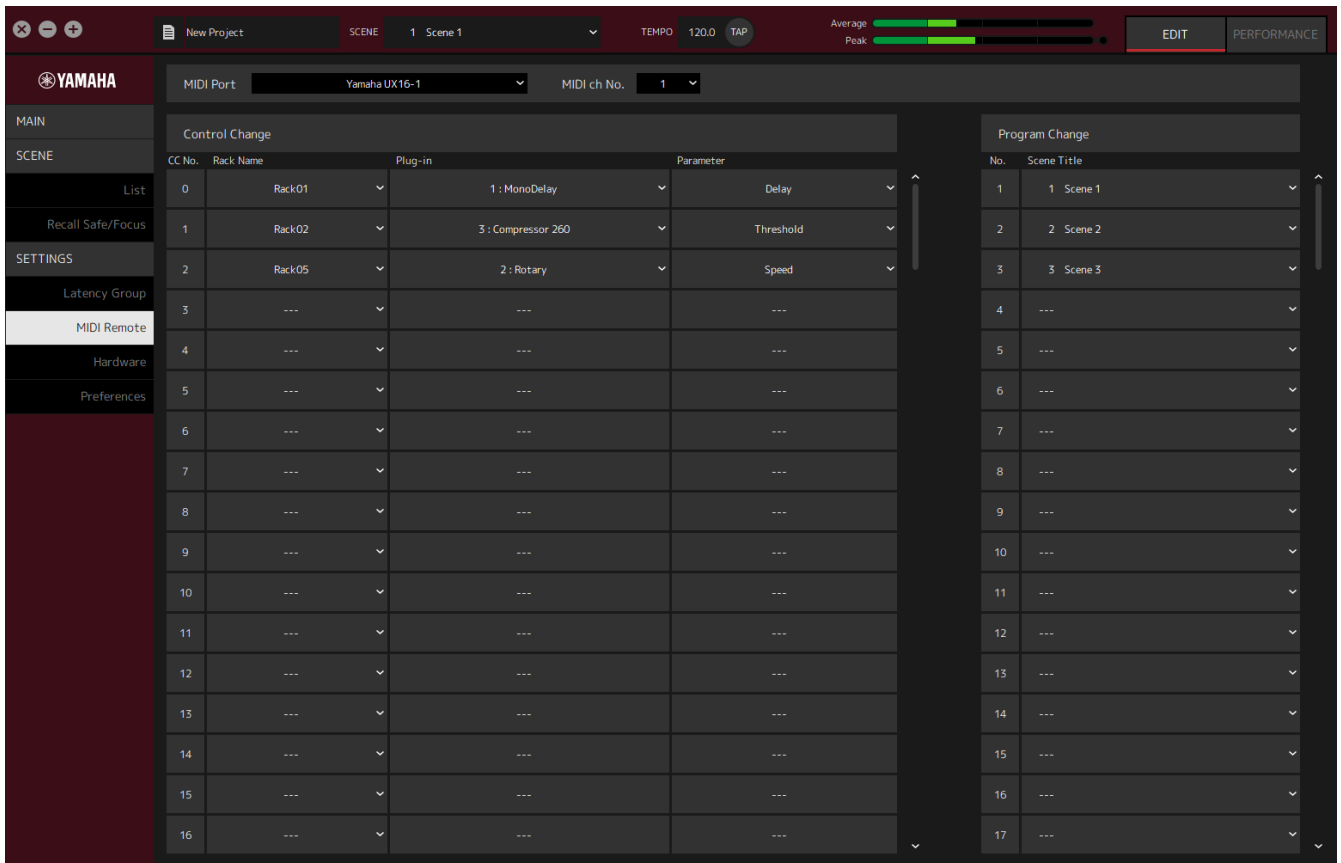 New Project SCENE 1 Scene 1 TEMPO 120.0 TAP Average EDIT PERFORMANCE
Peak
YAMAHA
MAIN
SCENE
List
Recall Safe/Focus
SETTINGS
Latency Group
MIDI Remote
Hardware
Preferences
MIDI Port Yamaha UX16-1 MIDI ch No. 1
Control Change
CC No. Rack Name Plug-in Parameter
0 Rack01 1 : MonoDelay Delay
1 Rack02 3 : Compressor 260 Threshold
2 Rack05 2 : Rotary Speed
3 --- --- ---
4 --- --- ---
5 --- --- ---
6 --- --- ---
7 --- --- ---
8 --- --- ---
9 --- --- ---
10 --- --- ---
11 --- --- ---
12 --- --- ---
13 --- --- ---
14 --- --- ---
15 --- --- ---
16 --- --- ---
Program Change
No. Scene Title
1 1 Scene 1
2 2 Scene 2
3 3 Scene 3
4 ---
5 ---
6 ---
7 ---
8 ---
9 ---
10 ---
11 ---
12 ---
13 ---
14 ---
15 ---
16 ---
17 ---